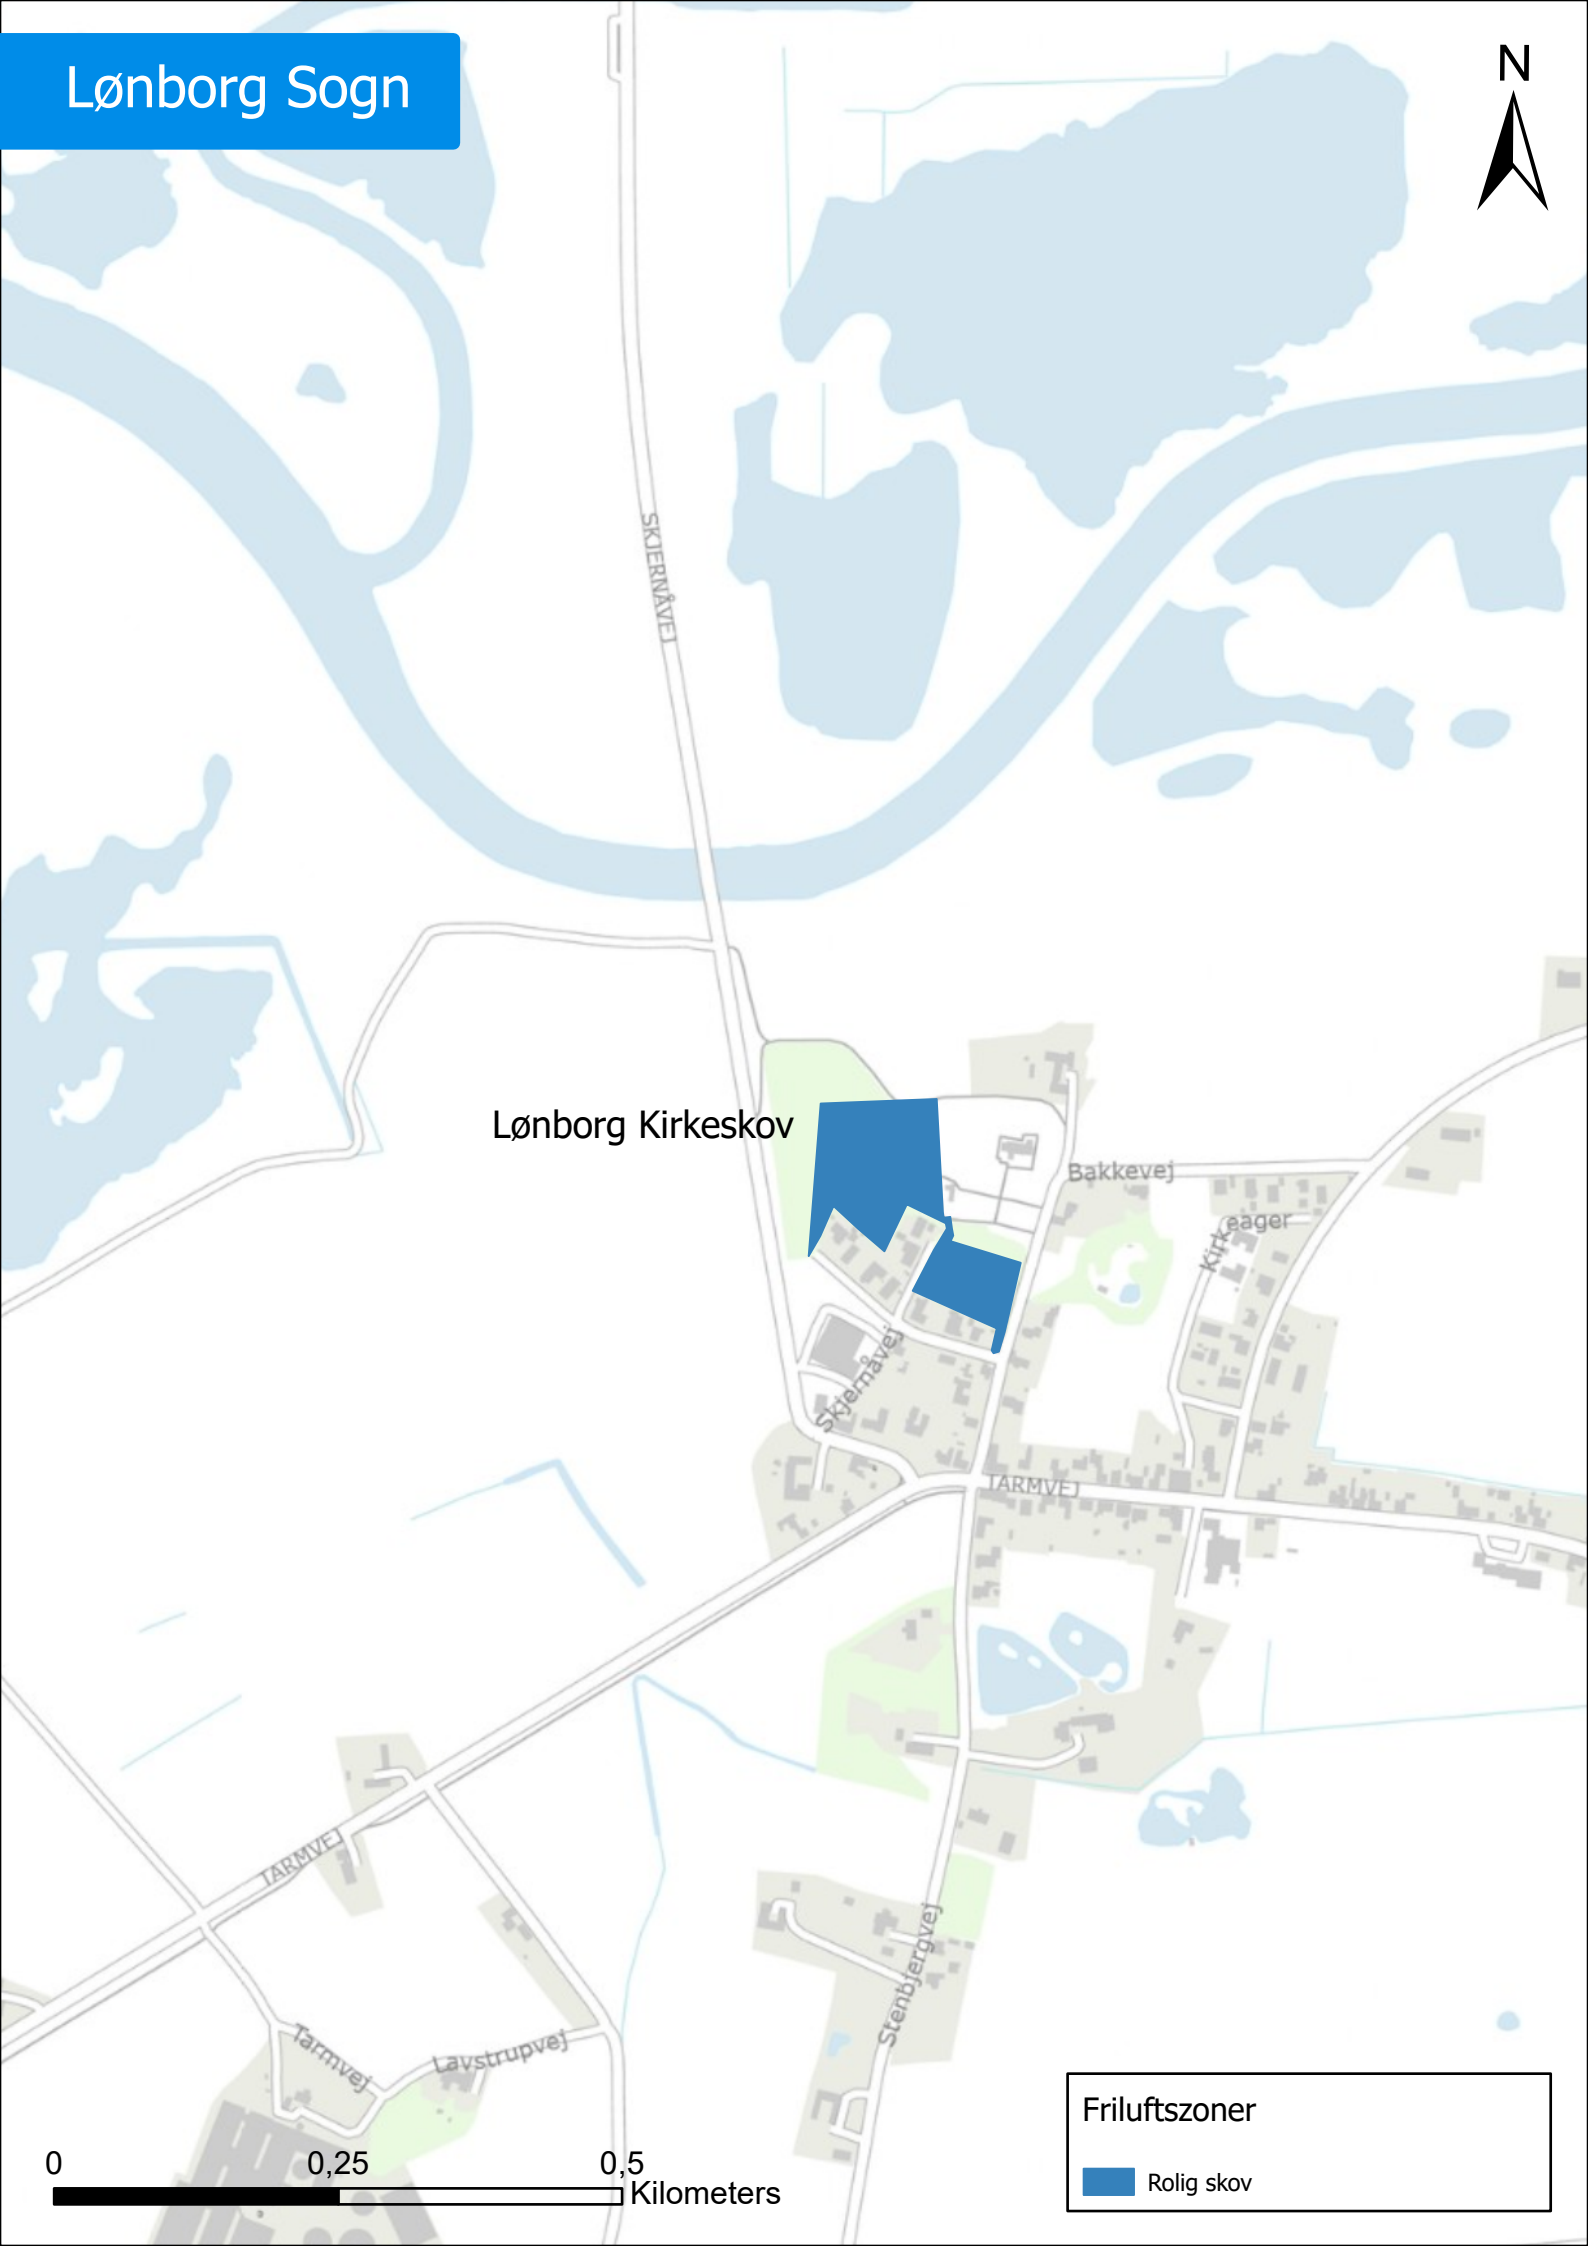 Lønborg Sogn
N
SKJERNÅVEJ
Lønborg Kirkeskov
Bakkevej
Kirkeager
Skjernåvej
TARMVEJ
TARMVEJ
Stenbjergvej
Tarmvej
Lavstrupvej
Friluftszoner
Rolig skov
0 0,25 0,5
Kilometers